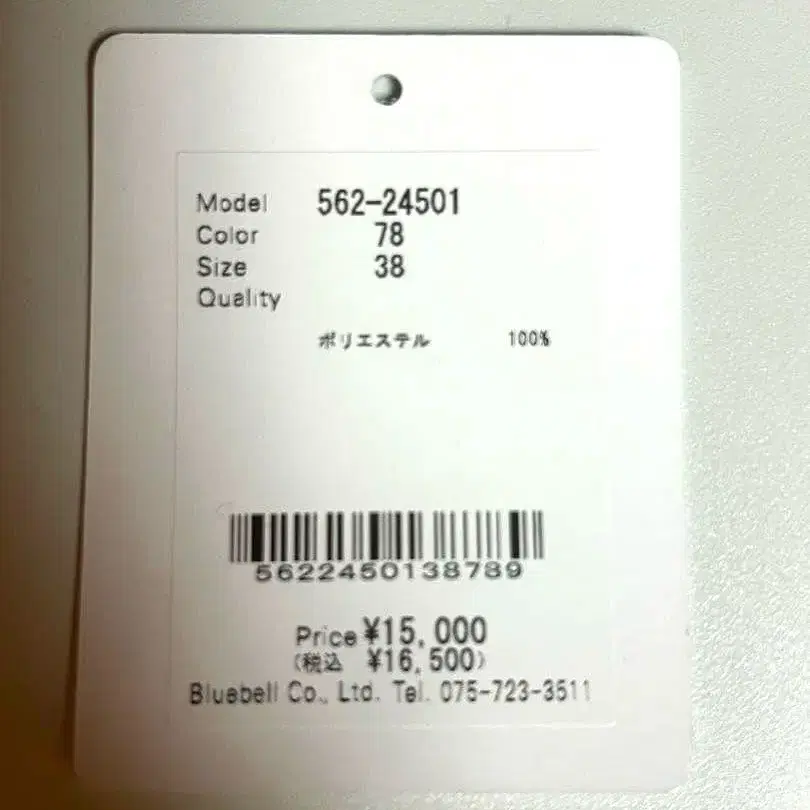 Model 562-24501
Color 78
Size 38
Quality
ポリエステル 100%
5622450138789
Price ¥15,000
(税込 ¥16,500)
Bluebell Co., Ltd. Tel. 075-723-3511